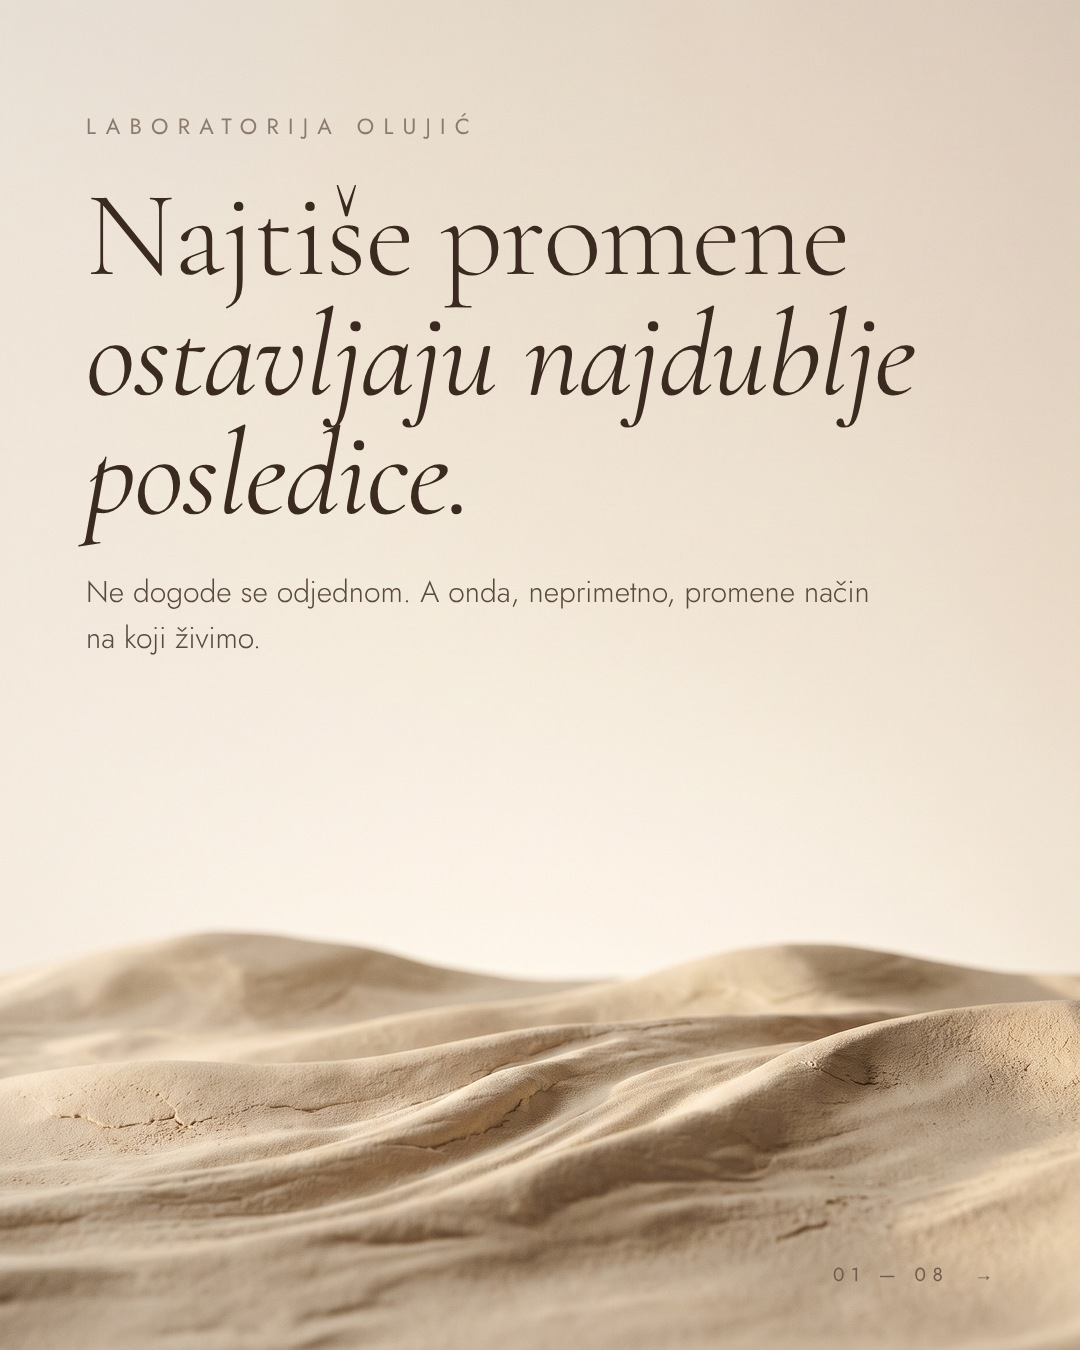 LABORATORIJA OLUJIĆ
Najtiše promene
ostavljaju najdublje
posledice.
Ne dogode se odjednom. A onda, neprimetno, promene način
na koji živimo.
01 — 08 →